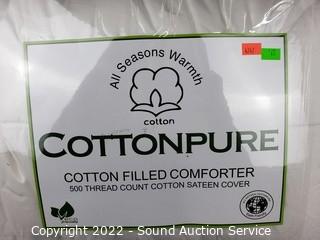 All Seasons Warmth
cotton
COTTONPURE
COTTON FILLED COMFORTER
500 THREAD COUNT COTTON SATEEN COVER
Copyright 2022 - Sound Auction Service